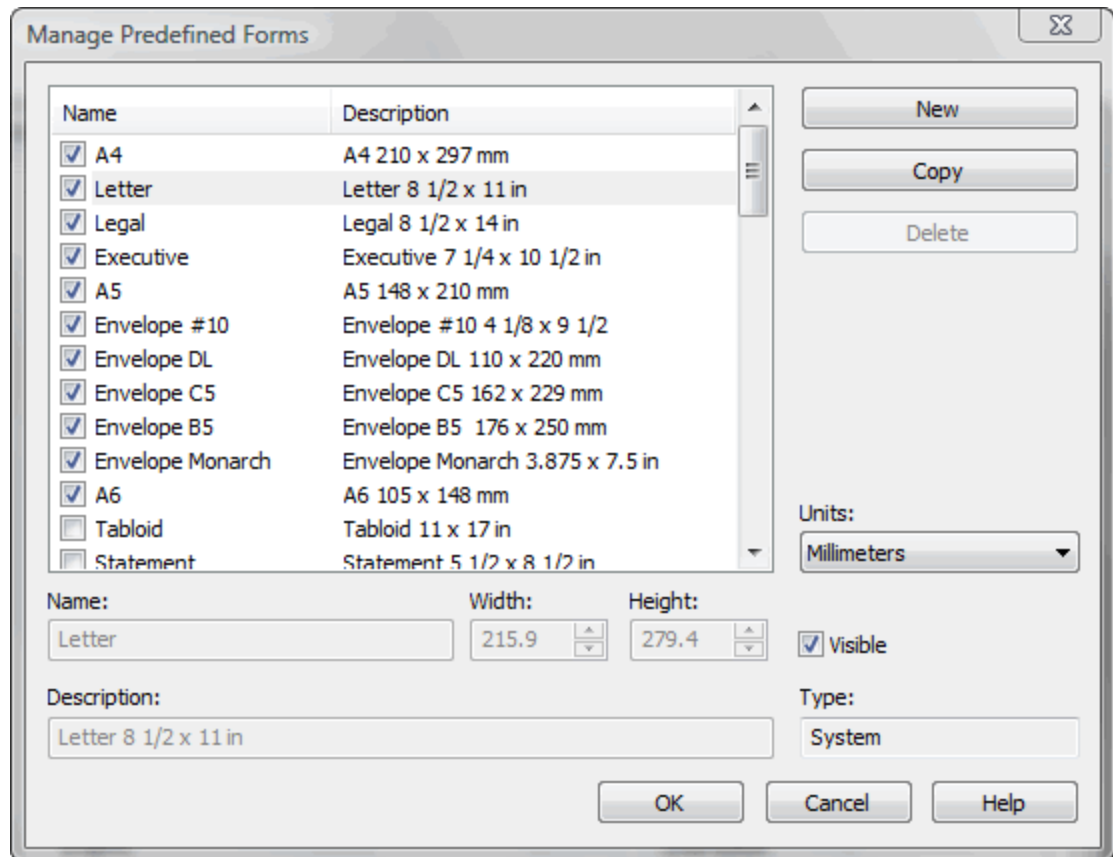 Manage Predefined Forms
Name Description
A4 A4 210 x 297 mm
Letter Letter 8 1/2 x 11 in
Legal Legal 8 1/2 x 14 in
Executive Executive 7 1/4 x 10 1/2 in
A5 A5 148 x 210 mm
Envelope #10 Envelope #10 4 1/8 x 9 1/2
Envelope DL Envelope DL 110 x 220 mm
Envelope C5 Envelope C5 162 x 229 mm
Envelope B5 Envelope B5  176 x 250 mm
Envelope Monarch Envelope Monarch 3.875 x 7.5 in
A6 A6 105 x 148 mm
Tabloid Tabloid 11 x 17 in
Statement Statement 5 1/2 x 8 1/2 in
New
Copy
Delete
Units:
Millimeters
Name: Width: Height:
Letter 215.9 279.4
Visible
Description: Type:
Letter 8 1/2 x 11 in System
OK Cancel Help